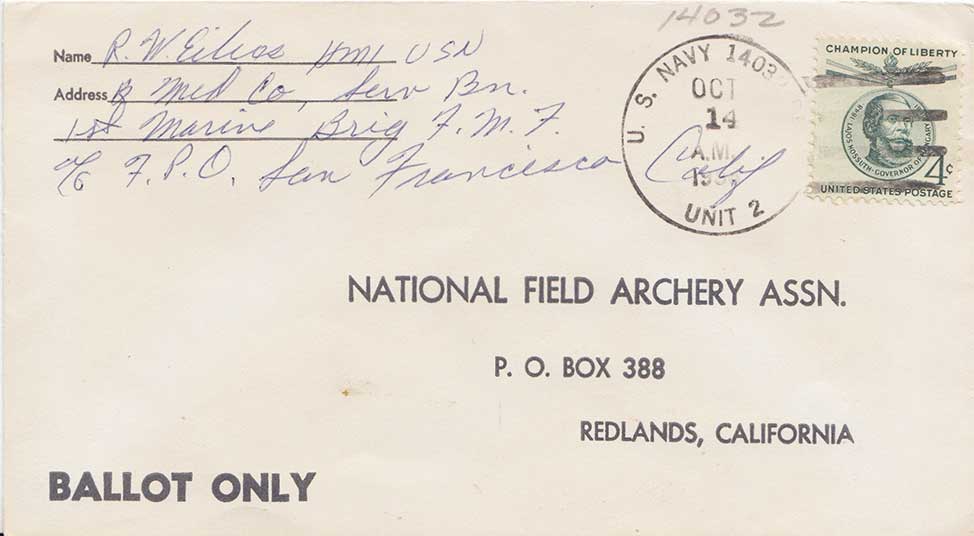 14032
Name R. W. HM1 USN
Address B Med Co, Serv Bn.
1st Marine Brig F.M.F.
c/o F.P.O. San Francisco Calif
U. S. NAVY 1403
OCT
14
A.M.
UNIT 2
CHAMPION OF LIBERTY
LAJOS KOSSUTH · GOVERNOR OF HUNGARY
4c
UNITED STATES POSTAGE
NATIONAL FIELD ARCHERY ASSN.
P. O. BOX 388
REDLANDS, CALIFORNIA
BALLOT ONLY